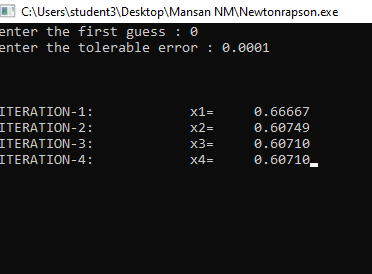 C:\Users\student3\Desktop\Mansan NM\Newtonrapson.exe
enter the first guess : 0
enter the tolerable error : 0.0001
ITERATION-1: x1= 0.66667
ITERATION-2: x2= 0.60749
ITERATION-3: x3= 0.60710
ITERATION-4: x4= 0.60710